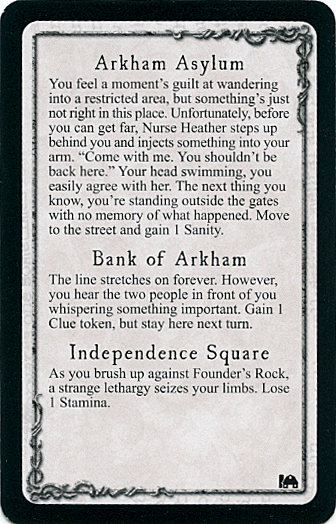 Arkham Asylum
You feel a moment's guilt at wandering
into a restricted area, but something's just
not right in this place. Unfortunately, before
you can get far, Nurse Heather steps up
behind you and injects something into your
arm. “Come with me. You shouldn't be
back here.” Your head swimming, you
easily agree with her. The next thing you
know, you're standing outside the gates
with no memory of what happened. Move
to the street and gain 1 Sanity.
Bank of Arkham
The line stretches on forever. However,
you hear the two people in front of you
whispering something important. Gain 1
Clue token, but stay here next turn.
Independence Square
As you brush up against Founder's Rock,
a strange lethargy seizes your limbs. Lose
1 Stamina.